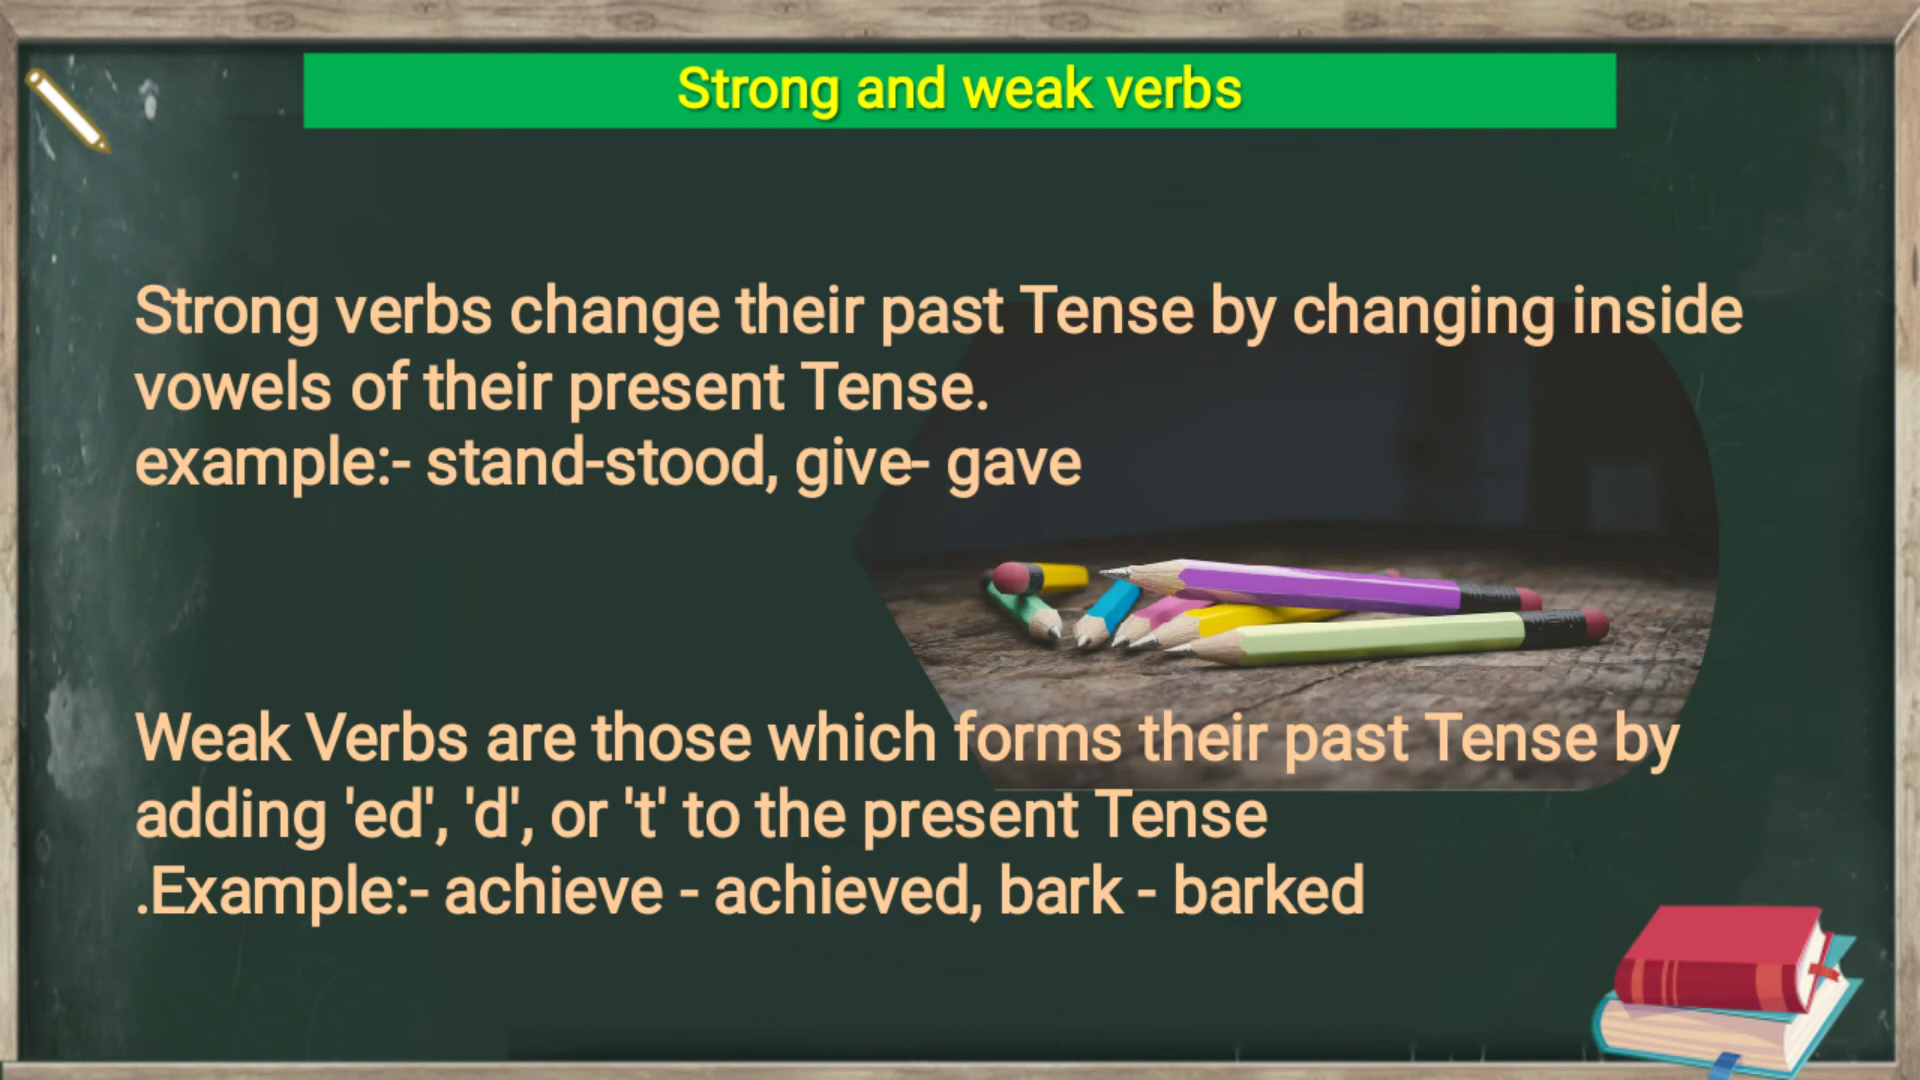 Strong and weak verbs
Strong verbs change their past Tense by changing inside
vowels of their present Tense.
example:- stand-stood, give- gave
Weak Verbs are those which forms their past Tense by
adding 'ed', 'd', or 't' to the present Tense
.Example:- achieve - achieved, bark - barked